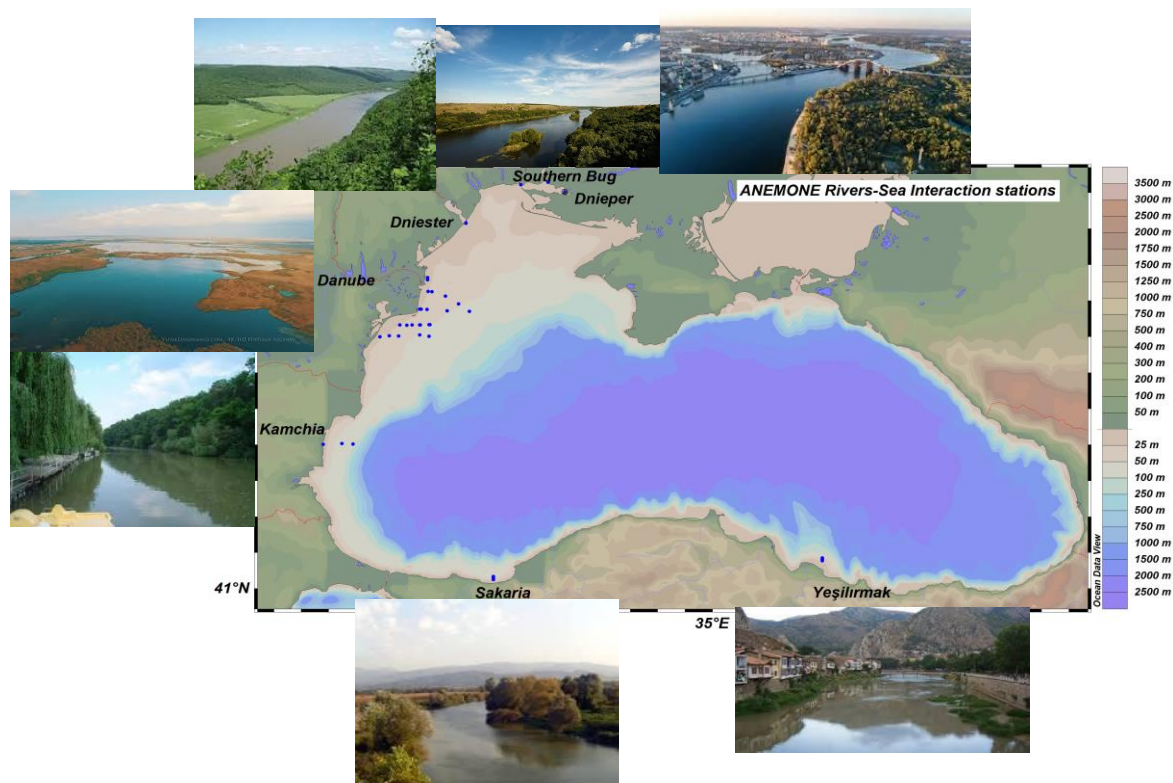 ANEMONE Rivers-Sea Interaction stations
Southern Bug
Dnieper
Dniester
Danube
Kamchia
41°N
Sakaria
Yeşilırmak
35°E
Ocean Data View
3500 m
3000 m
2500 m
1750 m
1500 m
1250 m
1000 m
750 m
500 m
400 m
300 m
200 m
100 m
50 m
25 m
50 m
100 m
250 m
500 m
750 m
1000 m
1500 m
2000 m
2500 m